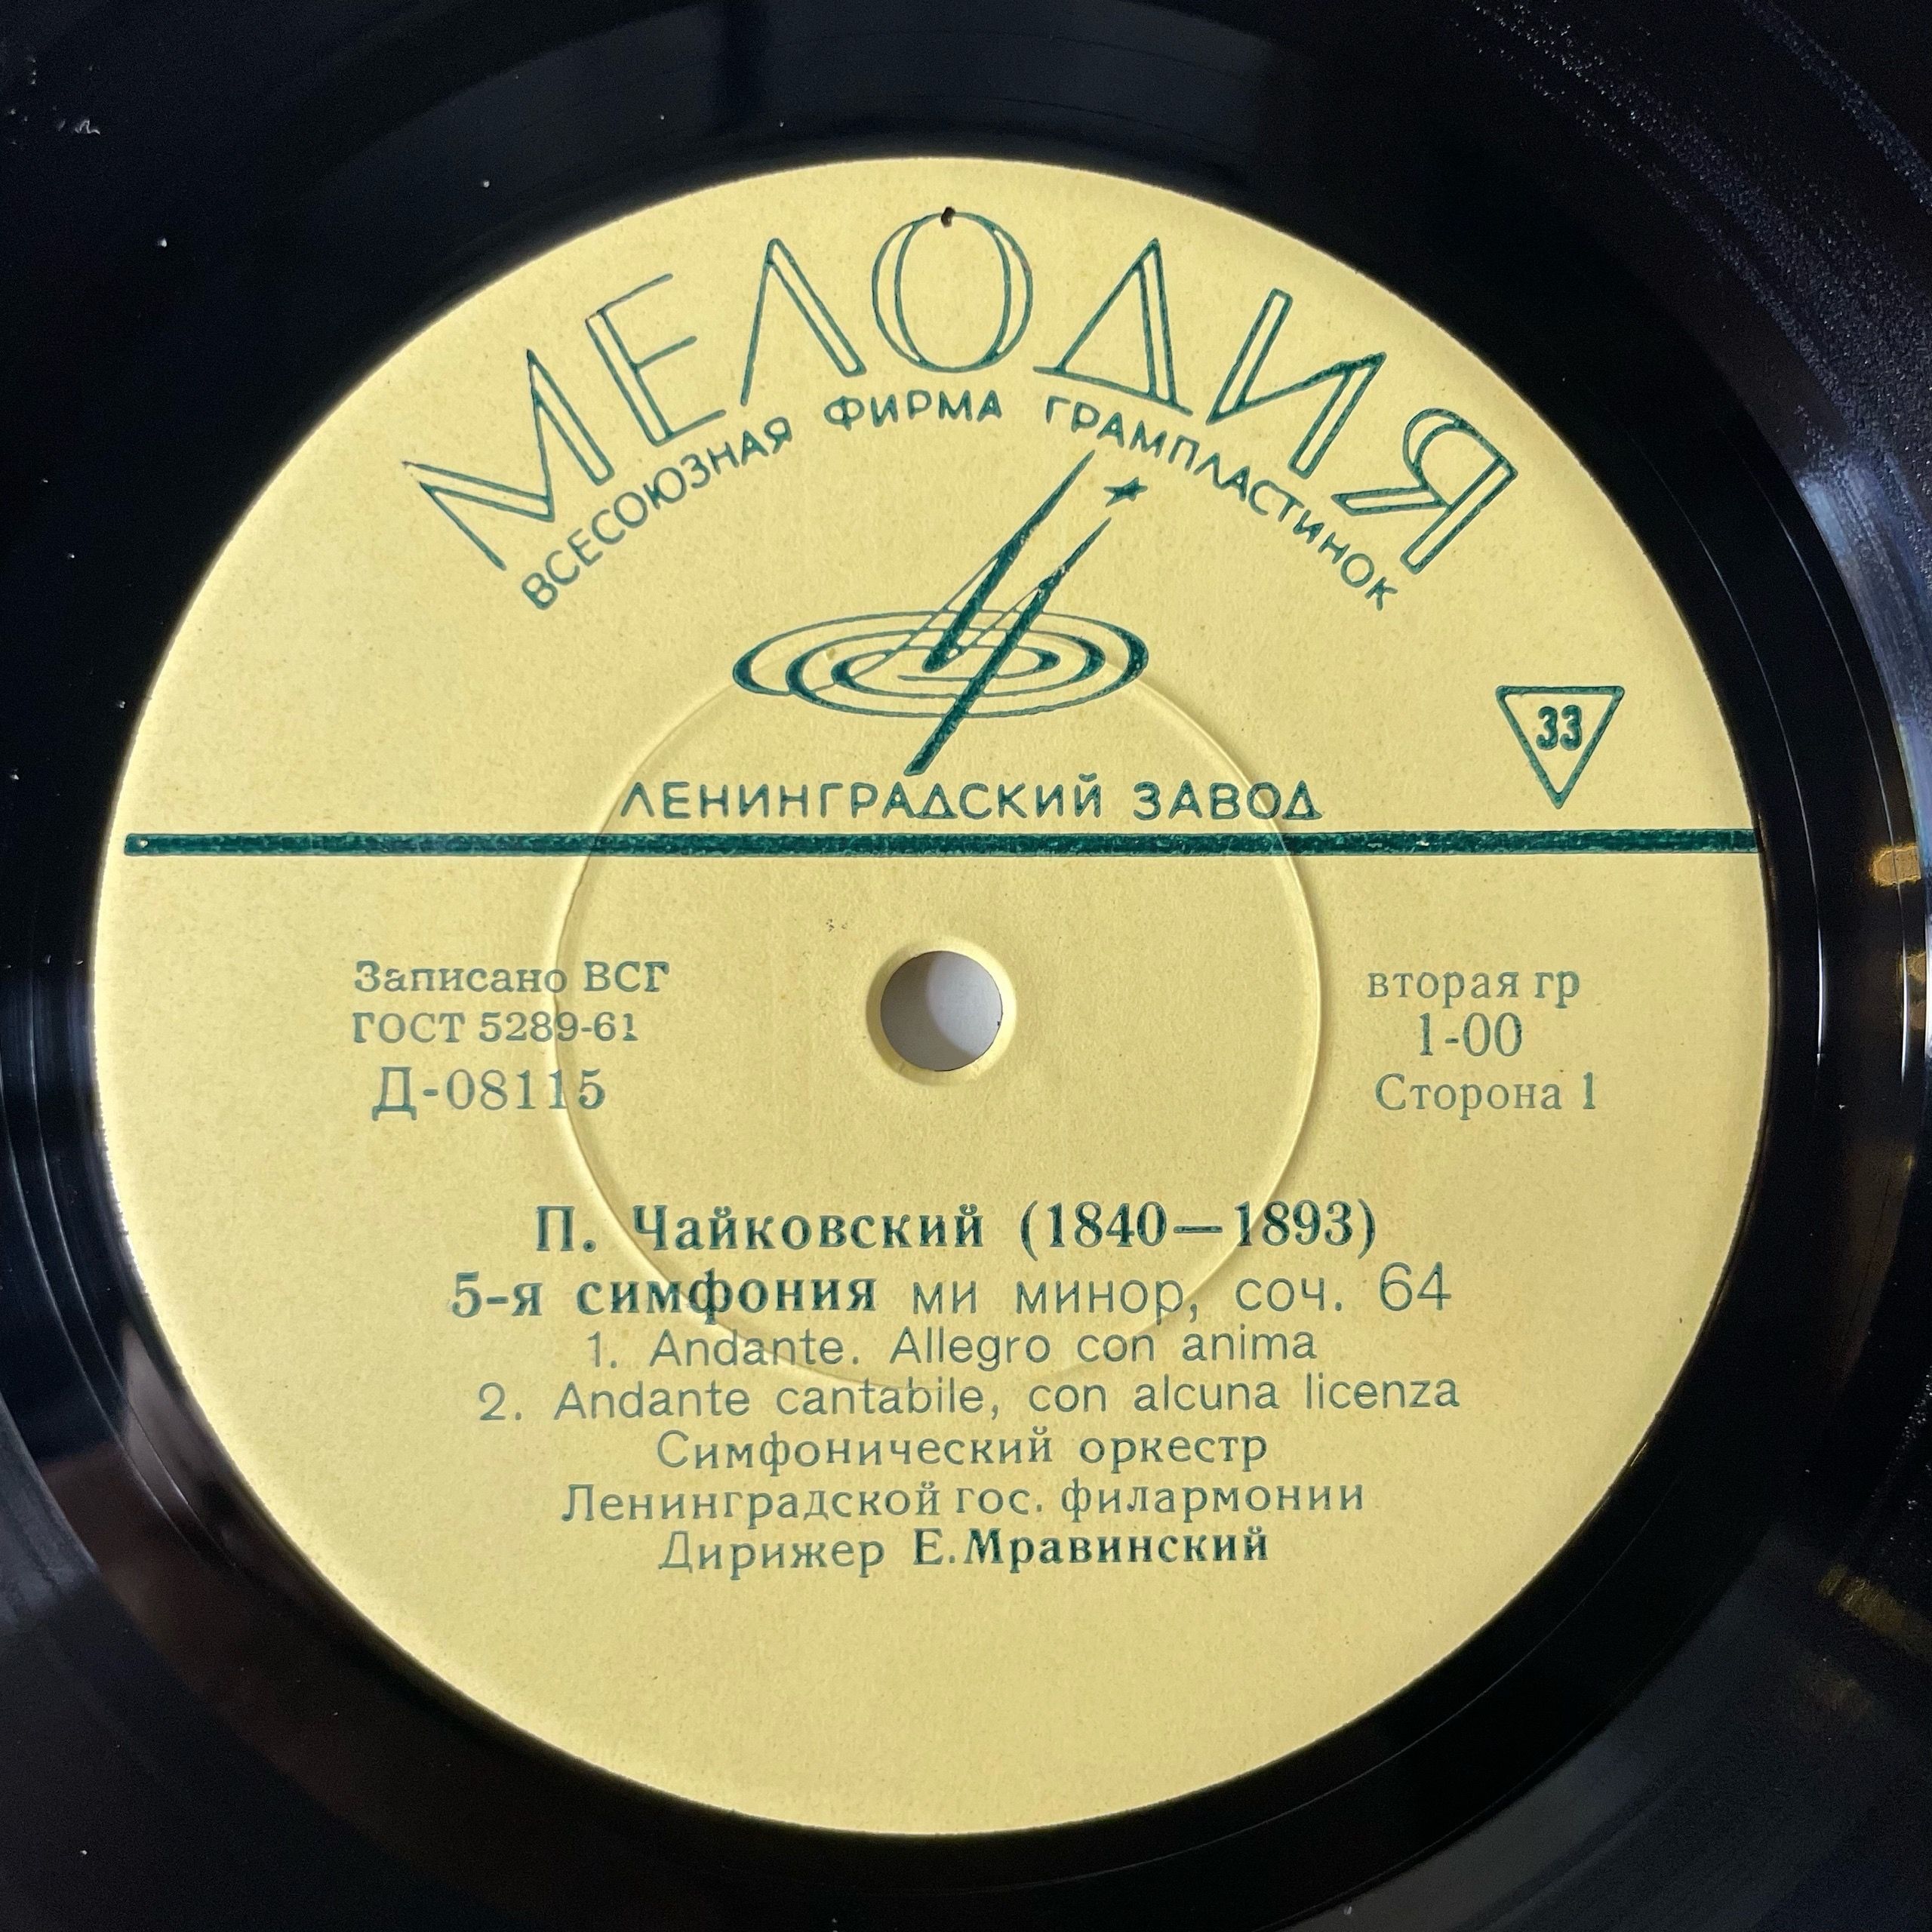 МЕЛОДИЯ
ВСЕСОЮЗНАЯ ФИРМА ГРАМПЛАСТИНОК
33
ЛЕНИНГРАДСКИЙ ЗАВОД
Записано ВСГ
ГОСТ 5289-61
Д-08115
вторая гр
1-00
Сторона 1
П. Чайковский (1840—1893)
5-я симфония ми минор, соч. 64
1. Andante. Allegro con anima
2. Andante cantabile, con alcuna licenza
Симфонический оркестр
Ленинградской гос. филармонии
Дирижер Е.Мравинский